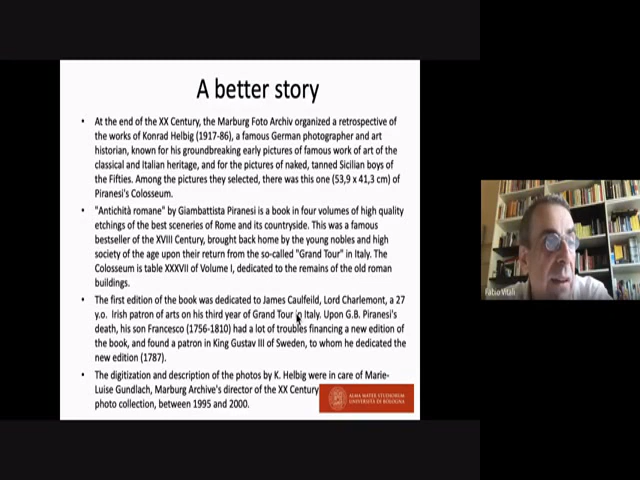 A better story
• At the end of the XX Century, the Marburg Foto Archiv organized a retrospective of
the works of Konrad Helbig (1917-86), a famous German photographer and art
historian, known for his groundbreaking early pictures of famous work of art of the
classical and Italian heritage, and for the pictures of naked, tanned Sicilian boys of
the Fifties. Among the pictures they selected, there was this one (53,9 x 41,3 cm) of
Piranesi's Colosseum.
• "Antichità romane" by Giambattista Piranesi is a book in four volumes of high quality
etchings of the best sceneries of Rome and its countryside. This was a famous
bestseller of the XVIII Century, brought back home by the young nobles and high
society of the age upon their return from the so-called "Grand Tour" in Italy. The
Colosseum is table XXXVII of Volume I, dedicated to the remains of the old roman
buildings.
• The first edition of the book was dedicated to James Caulfeild, Lord Charlemont, a 27
y.o. Irish patron of arts on his third year of Grand Tour in Italy. Upon G.B. Piranesi's
death, his son Francesco (1756-1810) had a lot of troubles financing a new edition of
the book, and found a patron in King Gustav III of Sweden, to whom he dedicated the
new edition (1787).
• The digitization and description of the photos by K. Helbig were in care of Marie-
Luise Gundlach, Marburg Archive's director of the XX Century
photo collection, between 1995 and 2000.
ALMA MATER STUDIORUM
UNIVERSITÀ DI BOLOGNA
Fabio Vitali